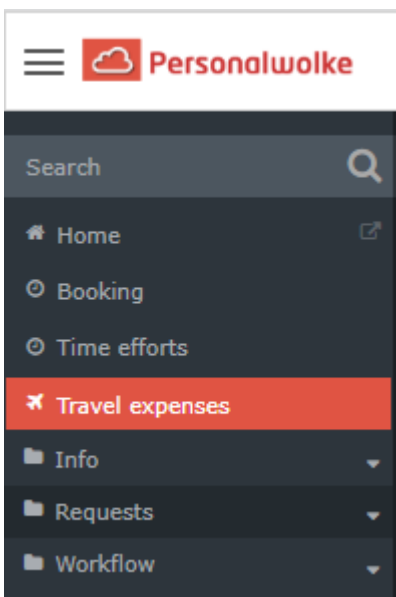 Personalwolke
Search
Home
Booking
Time efforts
Travel expenses
Info
Requests
Workflow